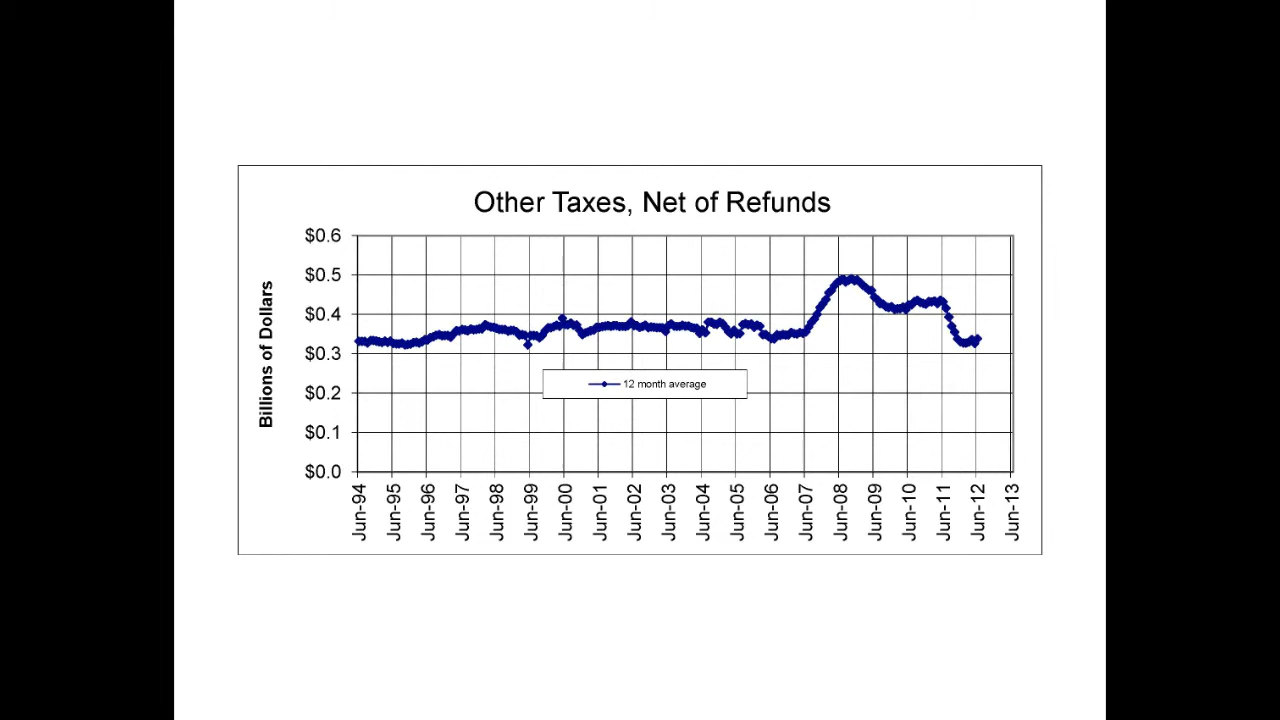 Other Taxes, Net of Refunds
Billions of Dollars
$0.6
$0.5
$0.4
$0.3
$0.2
$0.1
$0.0
12 month average
Jun-94
Jun-95
Jun-96
Jun-97
Jun-98
Jun-99
Jun-00
Jun-01
Jun-02
Jun-03
Jun-04
Jun-05
Jun-06
Jun-07
Jun-08
Jun-09
Jun-10
Jun-11
Jun-12
Jun-13